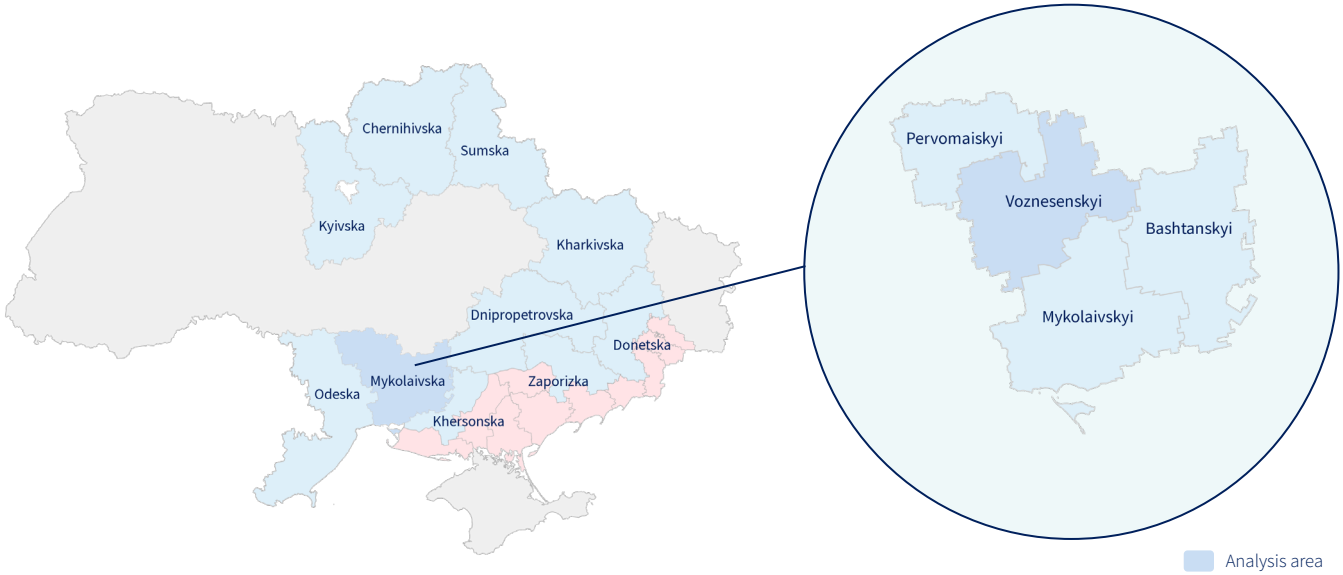 Chernihivska
Sumska
Kyivska
Kharkivska
Dnipropetrovska
Donetska
Mykolaivska
Zaporizka
Odeska
Khersonska
Pervomaiskyi
Voznesenskyi
Bashtanskyi
Mykolaivskyi
Analysis area